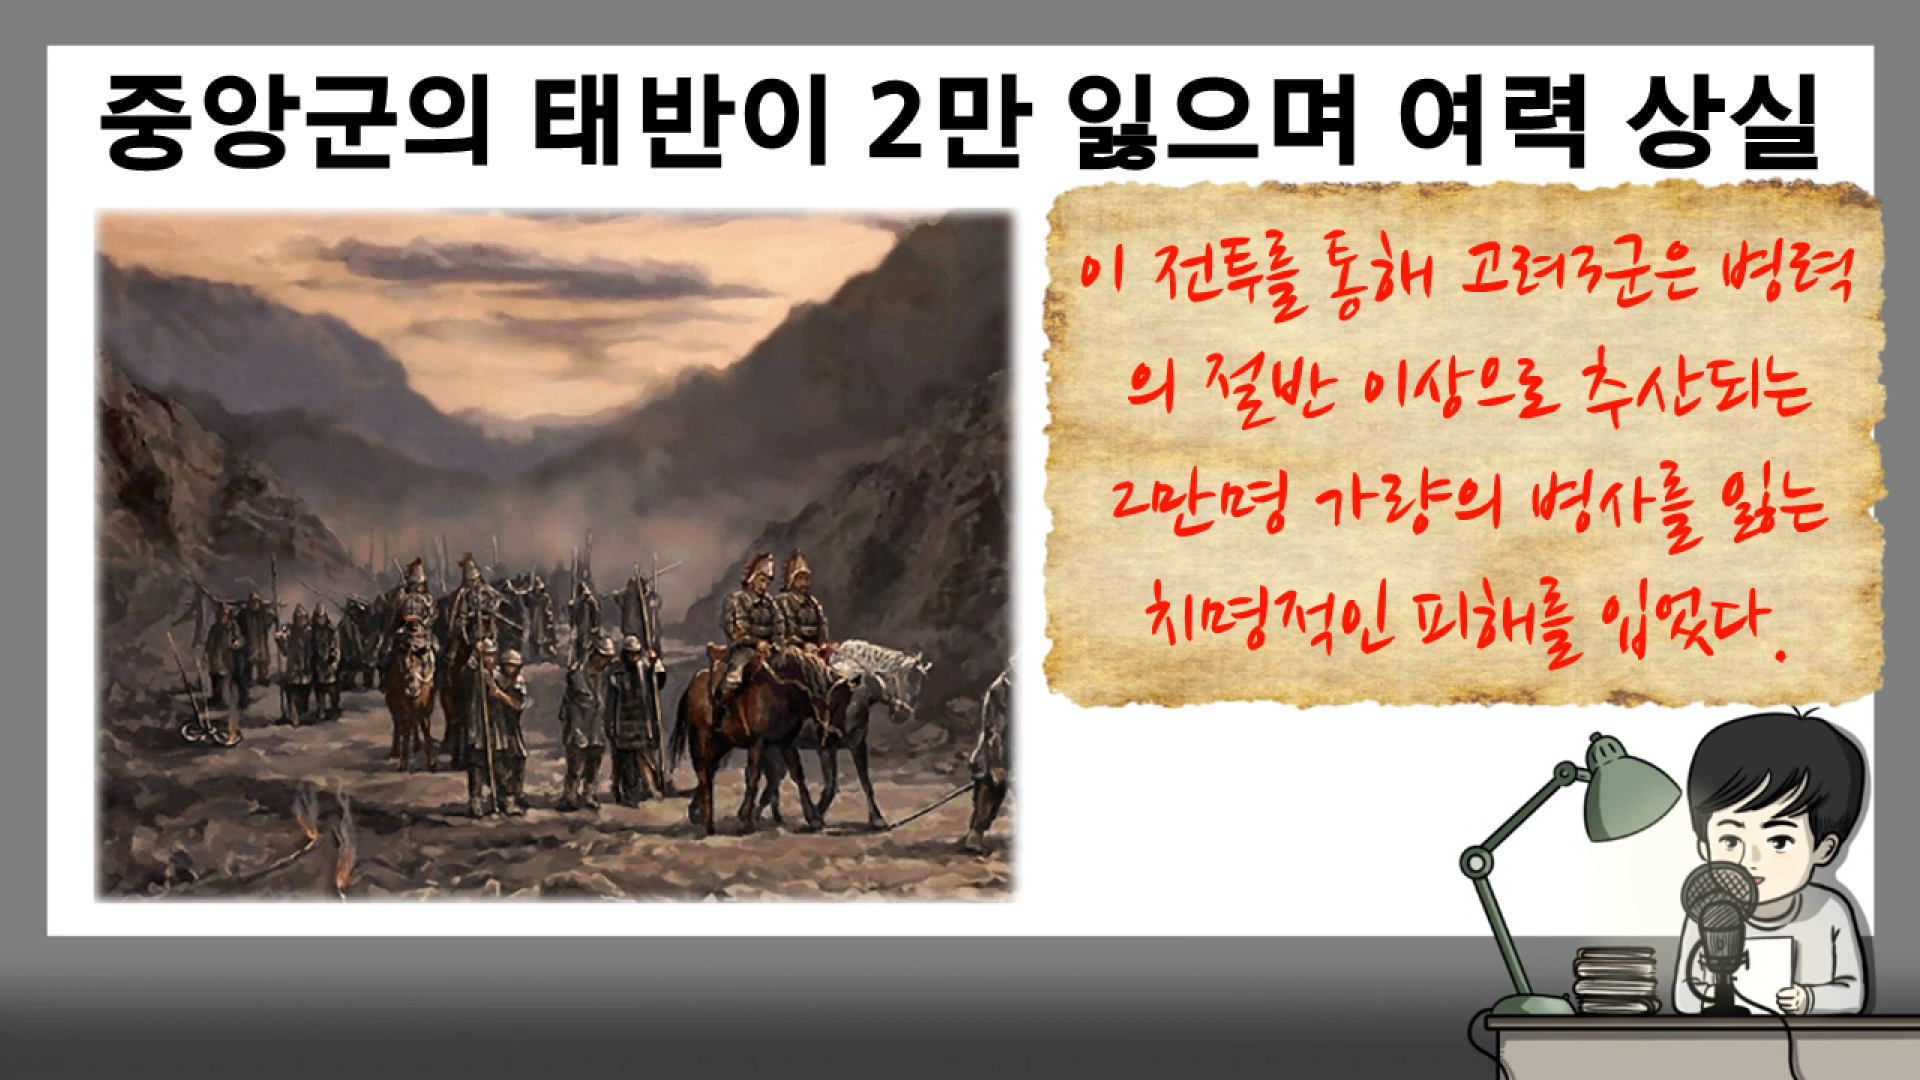 중앙군의 태반이 2만 잃으며 여력 상실
이 전투를 통해 고려3군은 병력
의 절반 이상으로 추산되는
2만명 가량의 병사를 잃는
치명적인 피해를 입었다.